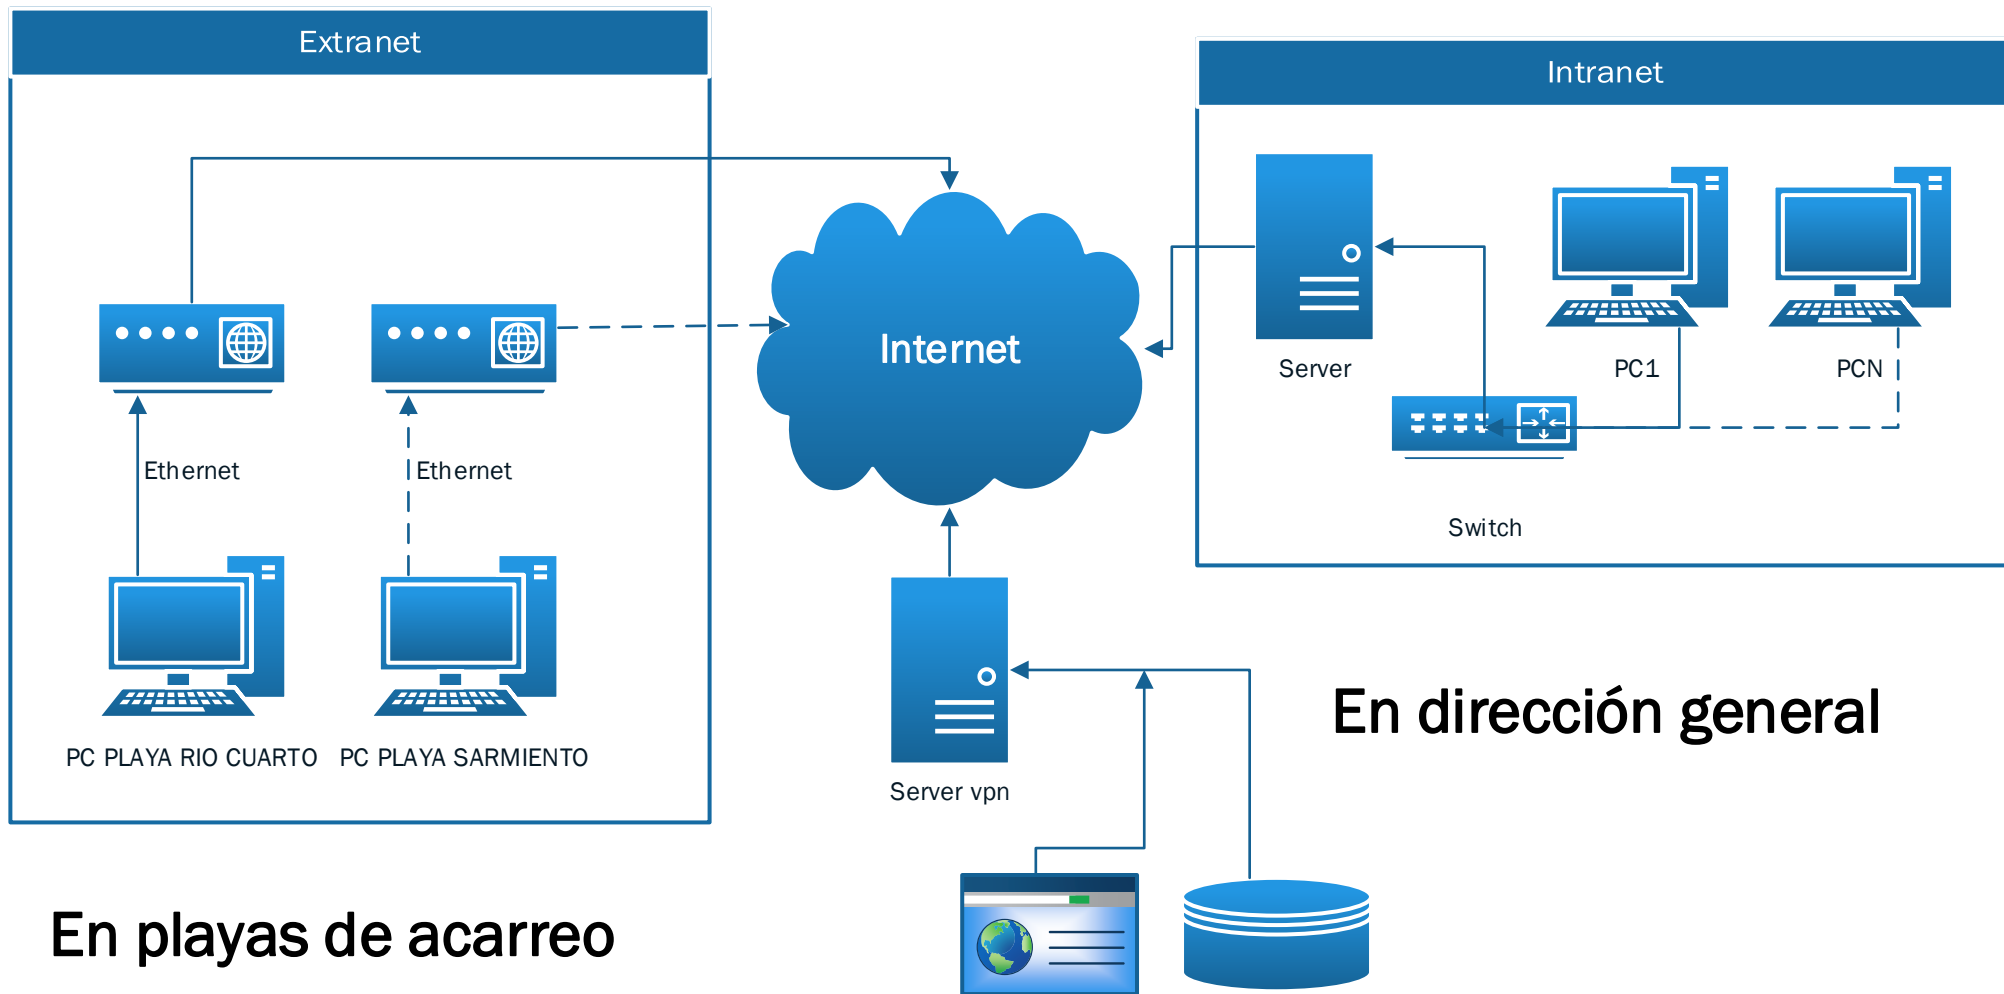 Extranet
Intranet
Internet
Server
PC1
PCN
Ethernet
Ethernet
Switch
PC PLAYA RIO CUARTO
PC PLAYA SARMIENTO
En dirección general
Server vpn
En playas de acarreo